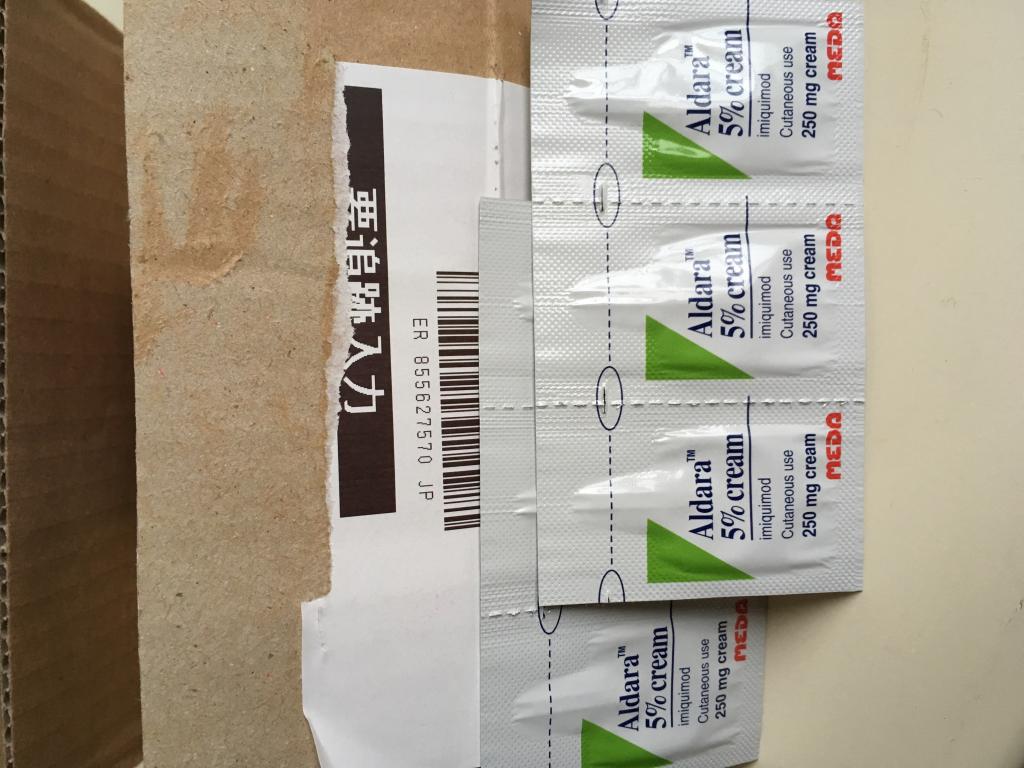 要追跡入力
ER 855627570 JP
Aldara™
5% cream
imiquimod
Cutaneous use
250 mg cream
MEDA
Aldara™
5% cream
imiquimod
Cutaneous use
250 mg cream
MEDA
Aldara™
5% cream
imiquimod
Cutaneous use
250 mg cream
MEDA
Aldara™
5% cream
imiquimod
Cutaneous use
250 mg cream
MEDA